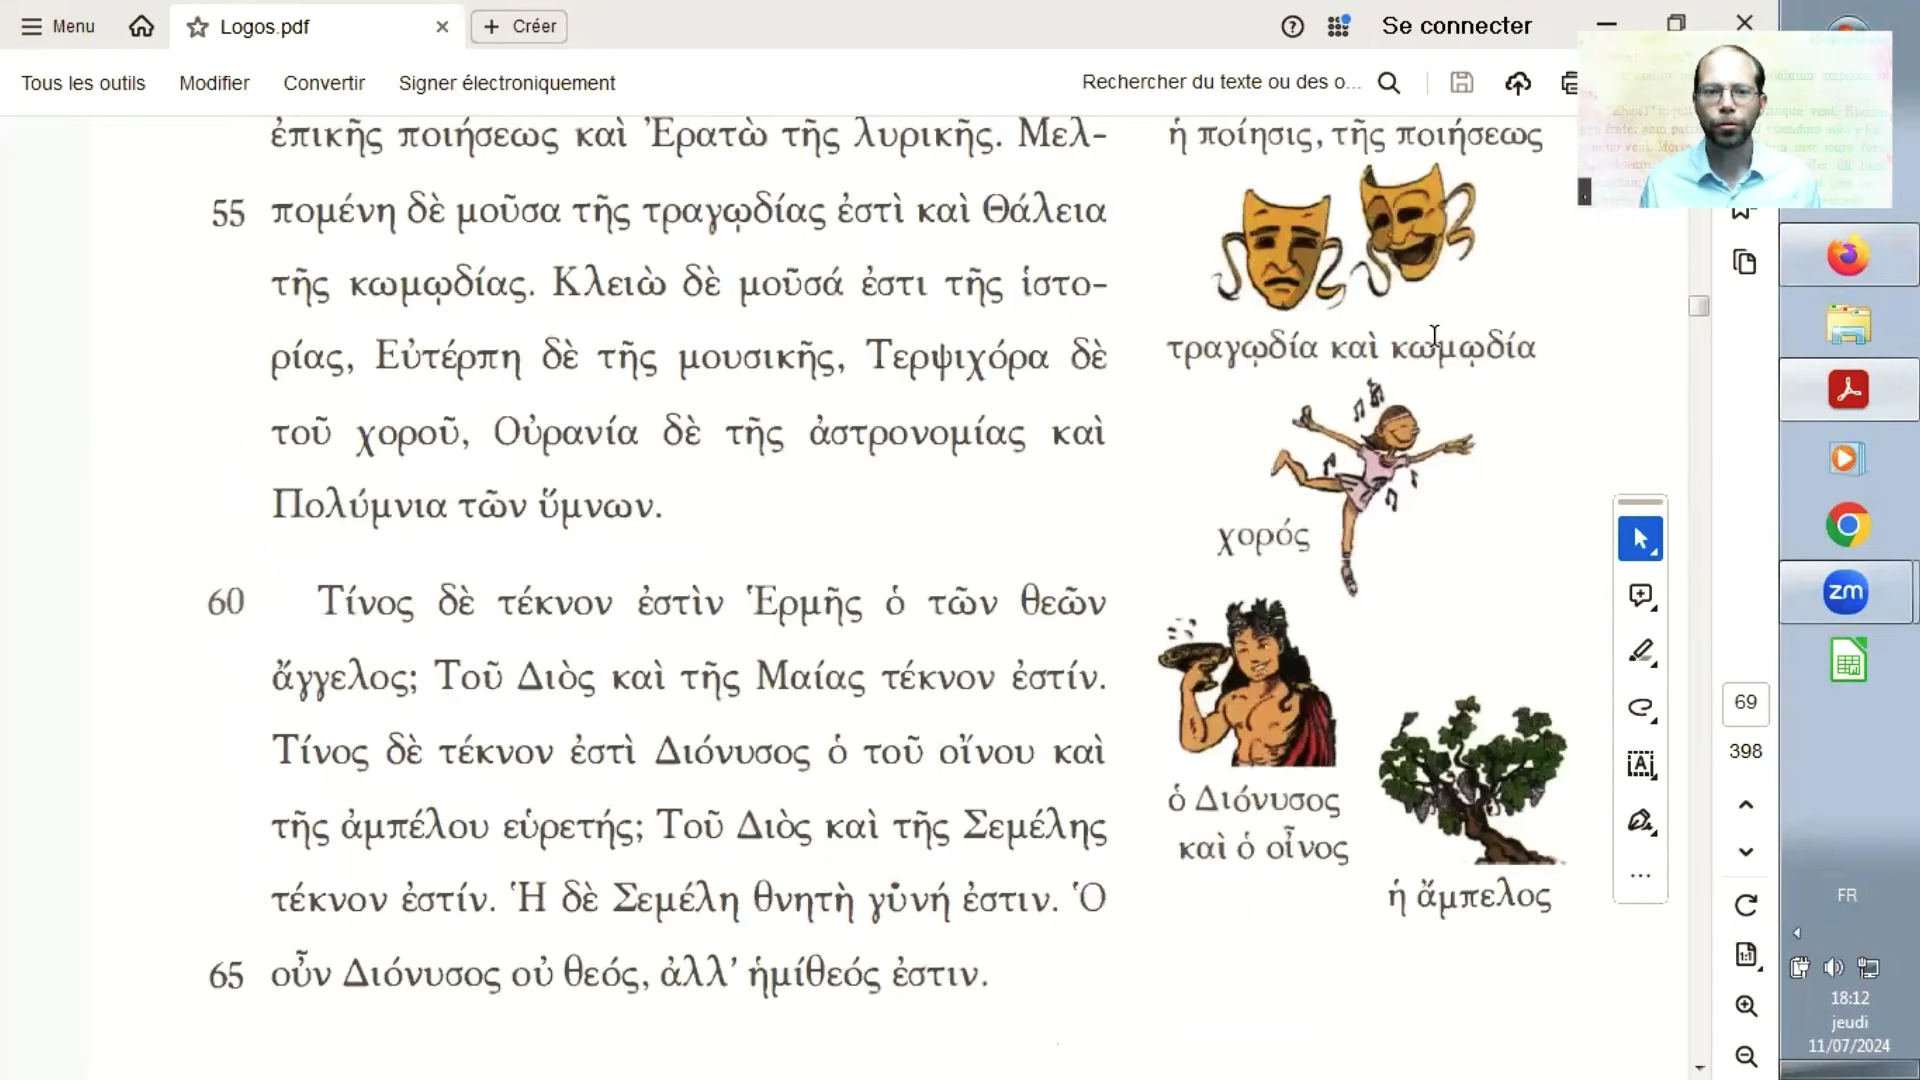 Menu
Logos.pdf
Créer
Se connecter
Tous les outils
Modifier
Convertir
Signer électroniquement
Rechercher du texte ou des o...
ἐπικῆς ποιήσεως καὶ Ἐρατὼ τῆς λυρικῆς. Μελ-
55 πομένη δὲ μοῦσα τῆς τραγῳδίας ἐστὶ καὶ Θάλεια
τῆς κωμῳδίας. Κλειὼ δὲ μοῦσά ἐστι τῆς ἱστο-
ρίας, Εὐτέρπη δὲ τῆς μουσικῆς, Τερψιχόρα δὲ
τοῦ χοροῦ, Οὐρανία δὲ τῆς ἀστρονομίας καὶ
Πολύμνια τῶν ὕμνων.
60 Τίνος δὲ τέκνον ἐστὶν Ἑρμῆς ὁ τῶν θεῶν
ἄγγελος; Τοῦ Διὸς καὶ τῆς Μαίας τέκνον ἐστίν.
Τίνος δὲ τέκνον ἐστὶ Διόνυσος ὁ τοῦ οἴνου καὶ
τῆς ἀμπέλου εὑρετής; Τοῦ Διὸς καὶ τῆς Σεμέλης
τέκνον ἐστίν. Ἡ δὲ Σεμέλη θνητὴ γυνή ἐστιν. Ὁ
65 οὖν Διόνυσος οὐ θεός, ἀλλ’ ἡμίθεός ἐστιν.
ἡ ποίησις, τῆς ποιήσεως
τραγῳδία καὶ κωμῳδία
χορός
ὁ Διόνυσος
καὶ ὁ οἶνος
ἡ ἄμπελος
69
398
zm
FR
18:12
jeudi
11/07/2024